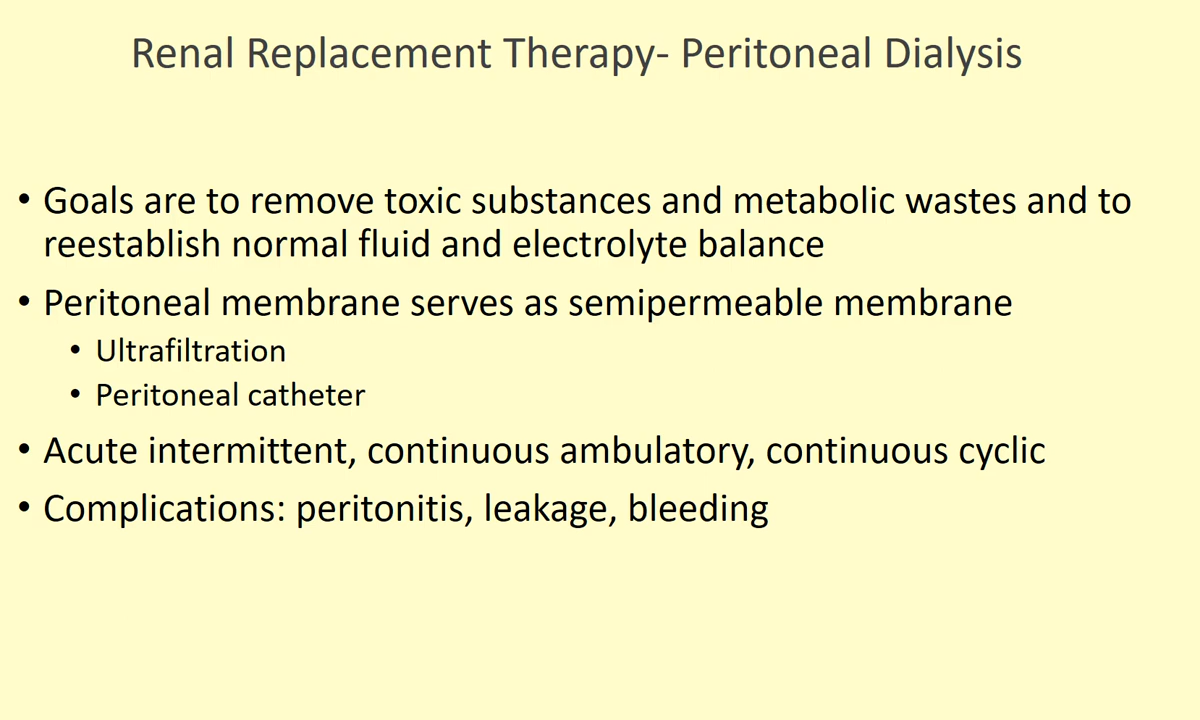 Renal Replacement Therapy- Peritoneal Dialysis
• Goals are to remove toxic substances and metabolic wastes and to
reestablish normal fluid and electrolyte balance
• Peritoneal membrane serves as semipermeable membrane
• Ultrafiltration
• Peritoneal catheter
• Acute intermittent, continuous ambulatory, continuous cyclic
• Complications: peritonitis, leakage, bleeding